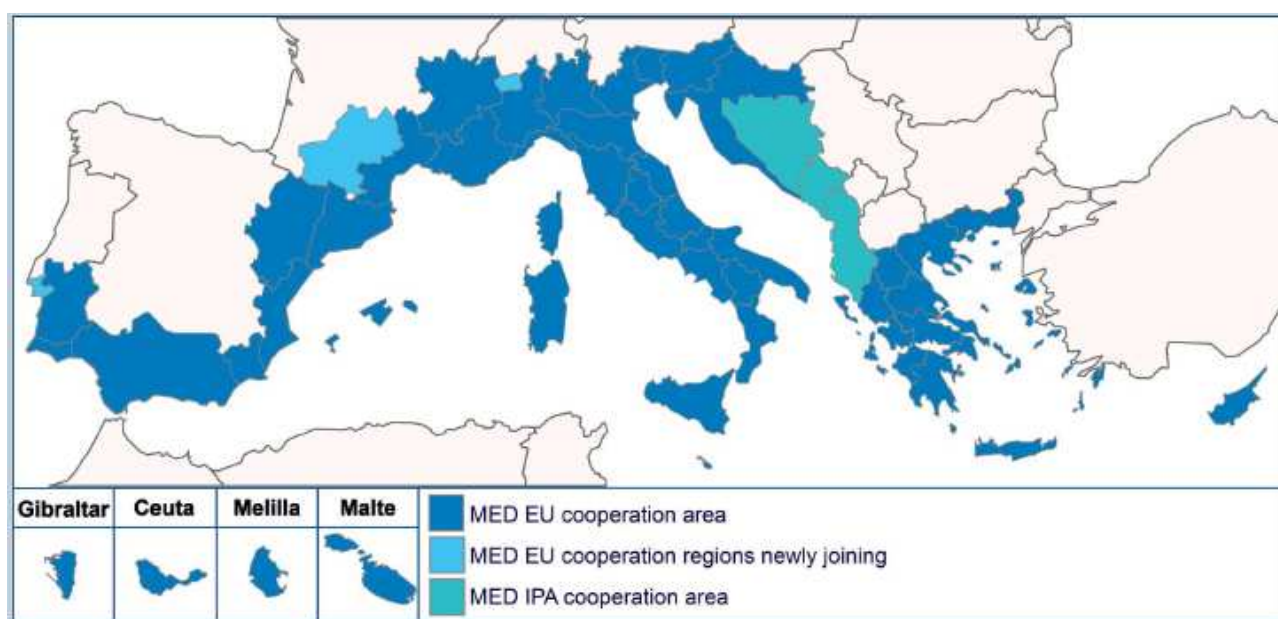 Gibraltar
Ceuta
Melilla
Malte
MED EU cooperation area
MED EU cooperation regions newly joining
MED IPA cooperation area